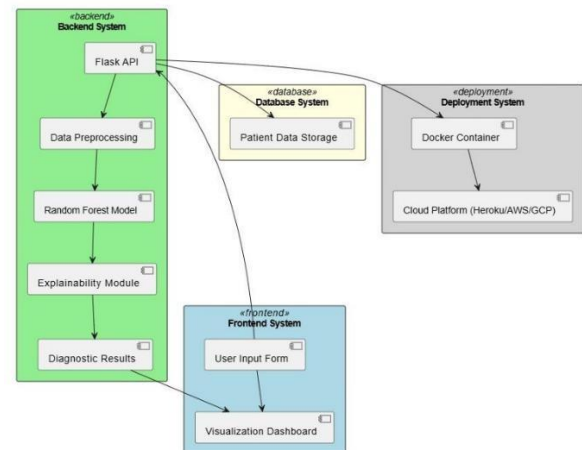 «backend»
Backend System
Flask API
Data Preprocessing
Random Forest Model
Explainability Module
Diagnostic Results
«database»
Database System
Patient Data Storage
«deployment»
Deployment System
Docker Container
Cloud Platform (Heroku/AWS/GCP)
«frontend»
Frontend System
User Input Form
Visualization Dashboard